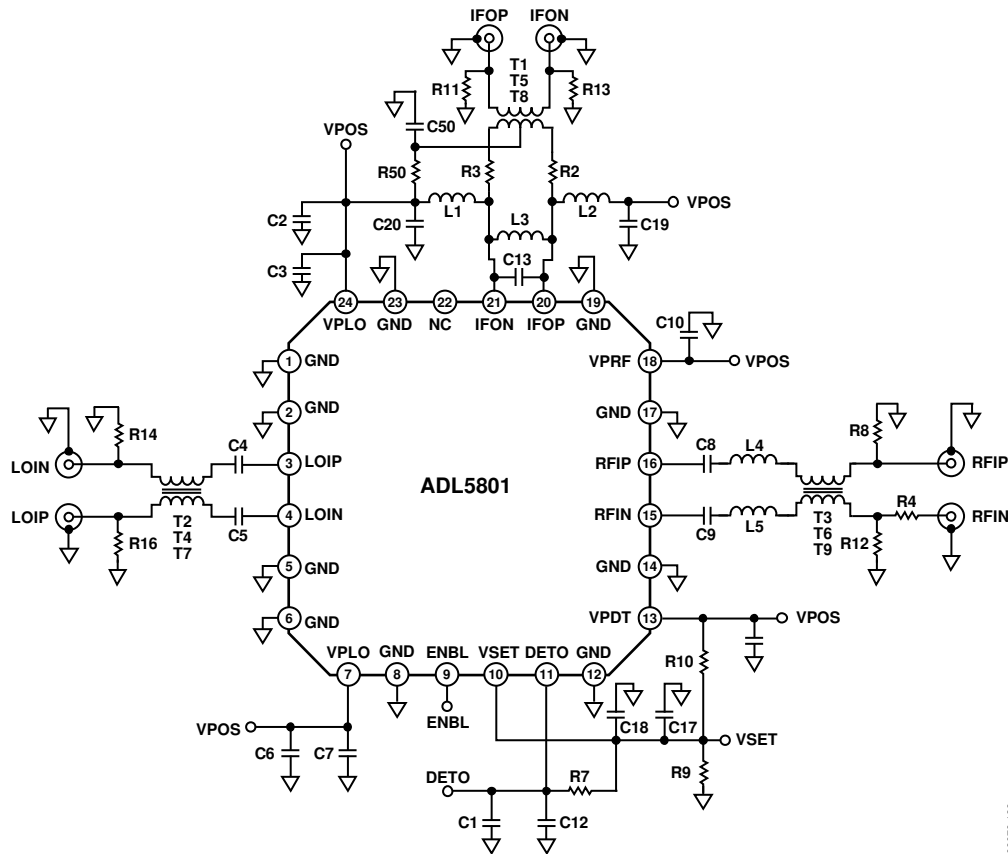 IFOP IFON
R11 T1 R13
T5
T8
VPOS C50
R50 R3 R2
C2 C20 L1 L3 L2 C19 VPOS
C3 C13
24 23 22 21 20 19
VPLO GND NC IFON IFOP GND
C10
1 GND VPRF 18 VPOS
2 GND GND 17
R14 C4 R8
LOIN 3 LOIP RFIP 16 C8 L4 RFIP
ADL5801
LOIP 4 LOIN RFIN 15 C9 L5 R4 RFIN
R16 T2 C5 T3 R12
T4 T6
T7 T9
5 GND GND 14
6 GND VPDT 13 VPOS
VPLO GND ENBL VSET DETO GND
7 8 9 10 11 12
R10
ENBL
VPOS C6 C7 C18 C17 VSET
DETO R7 R9
C1 C12